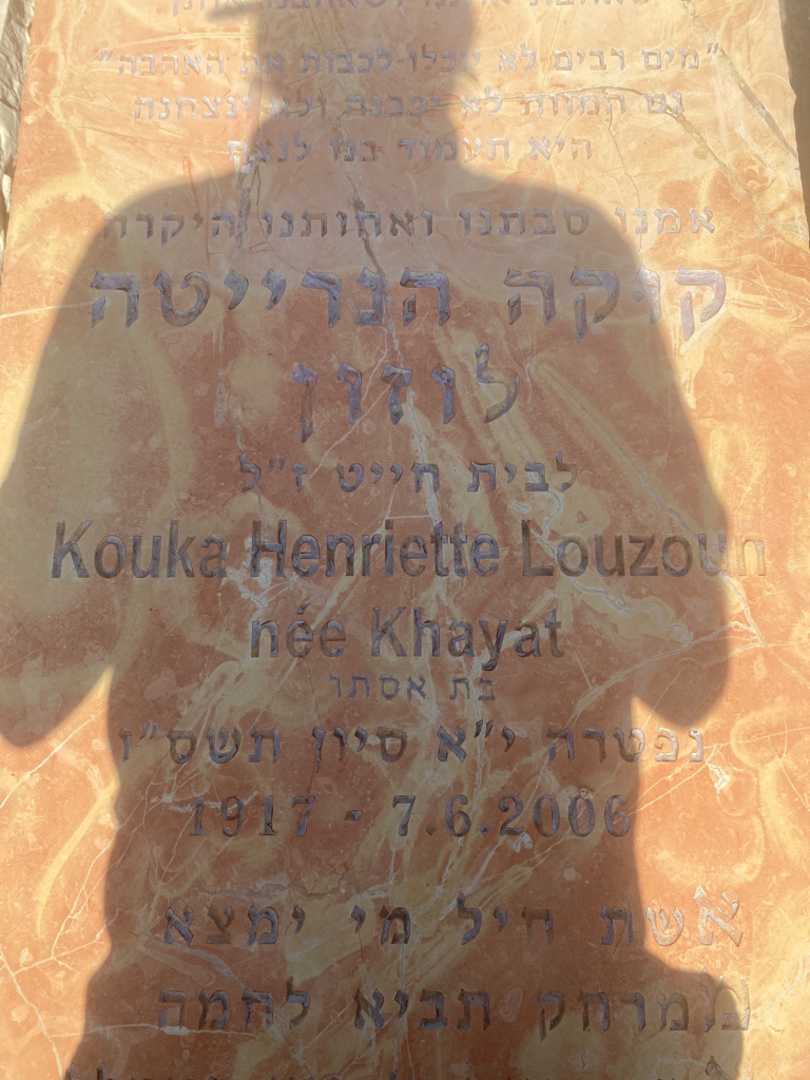 "מים רבים לא יוכלו לכבות את האהבה"
גם המוות לא יכבנה ולא ינצחנה
היא תעמוד בנו לנצח
אמנו סבתנו ואחותנו היקרה
קוקה הנרייטה
לוזון
לבית חייט ז"ל
Kouka Henriette Louzoun
née Khayat
בת אסתר
נפטרה י"א סיון תשס"ו
1917 - 7.6.2006
אשת חיל מי ימצא
ממרחק תביא לחמה